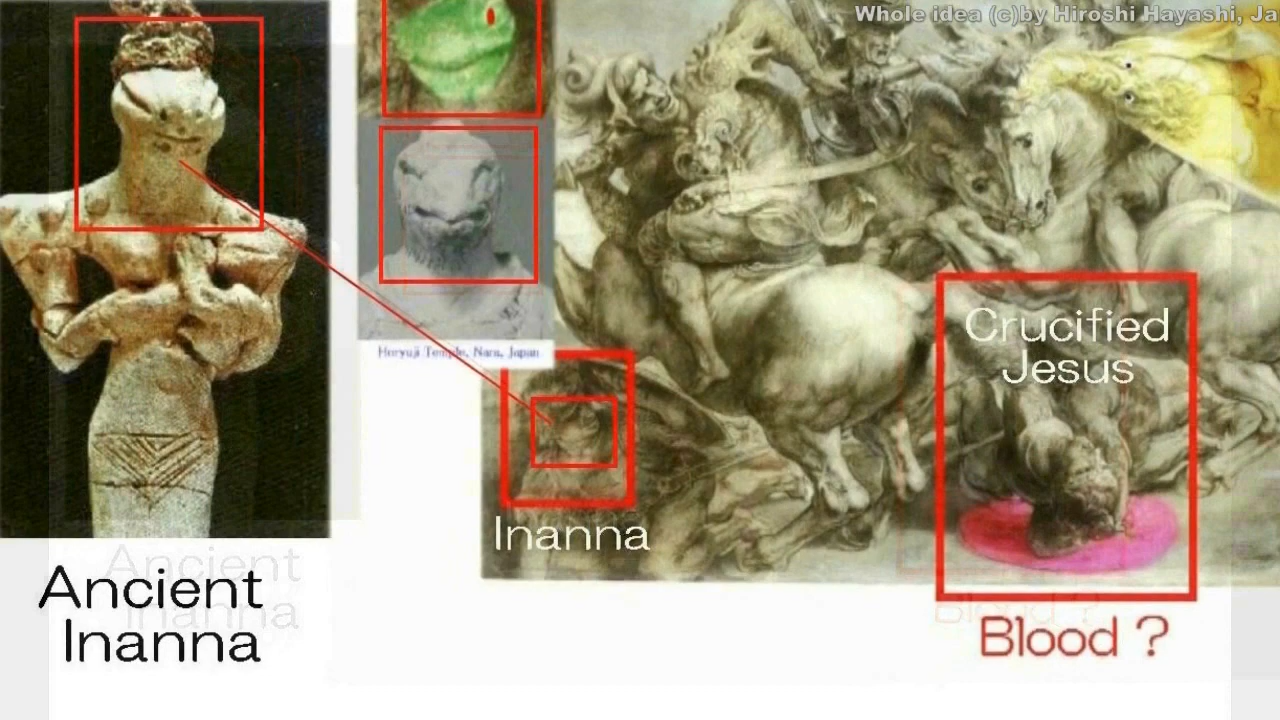 Whole idea (c)by Hiroshi Hayashi, Ja
Horyuji Temple, Nara, Japan
Crucified
Jesus
Inanna
Blood ?
Ancient
Inanna